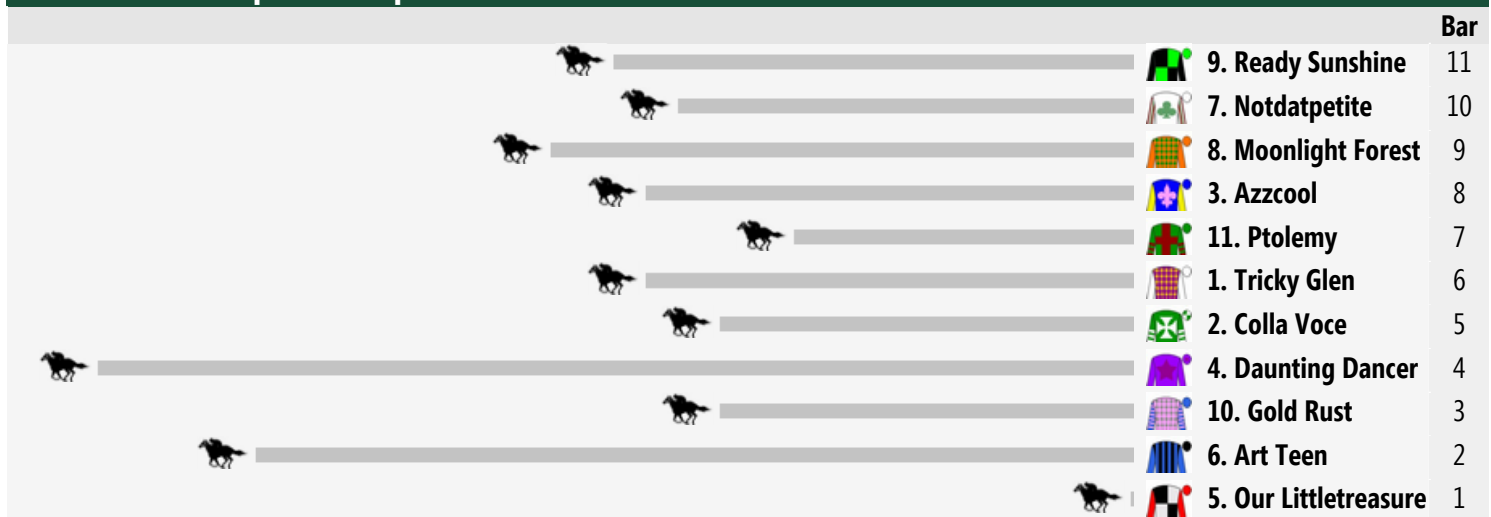 Bar
9. Ready Sunshine 11
7. Notdatpetite 10
8. Moonlight Forest 9
3. Azzcool 8
11. Ptolemy 7
1. Tricky Glen 6
2. Colla Voce 5
4. Daunting Dancer 4
10. Gold Rust 3
6. Art Teen 2
5. Our Littletreasure 1